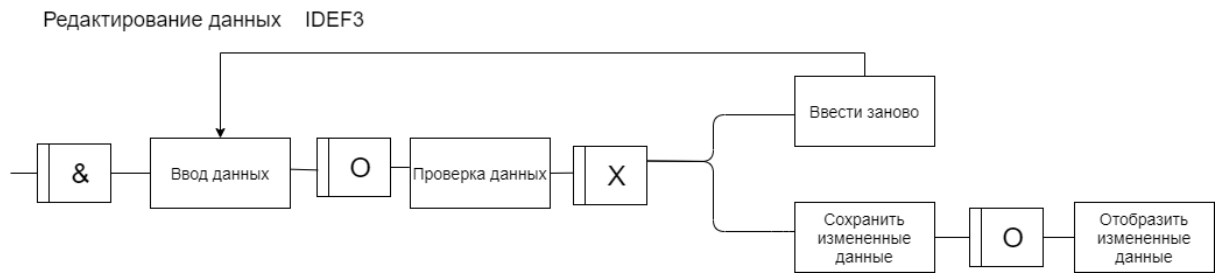 Редактирование данных IDEF3
Ввести заново
&
Ввод данных
O
Проверка данных
X
Сохранить
измененные
данные
O
Отобразить
измененные
данные